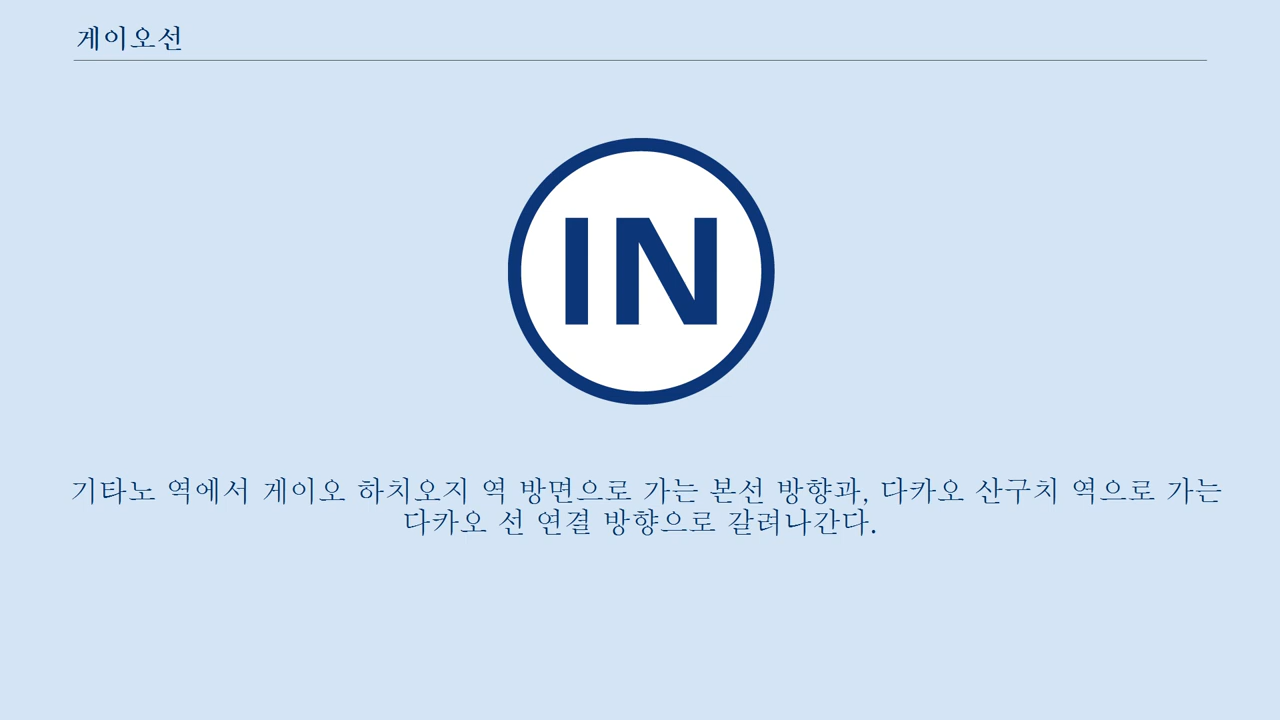 게이오선
IN
기타노 역에서 게이오 하치오지 역 방면으로 가는 본선 방향과, 다카오 산구치 역으로 가는
다카오 선 연결 방향으로 갈려나간다.